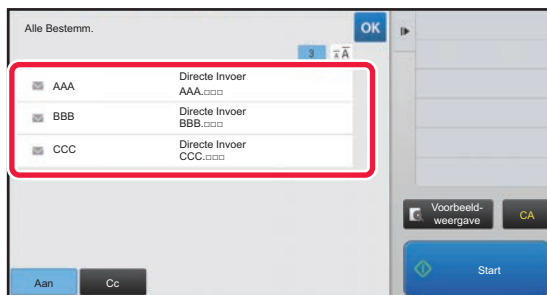 Alle Bestemm.
OK
3
AAA
Directe Invoer
AAA.□□□
BBB
Directe Invoer
BBB.□□□
CCC
Directe Invoer
CCC.□□□
Voorbeeld-
weergave
CA
Aan
Cc
Start